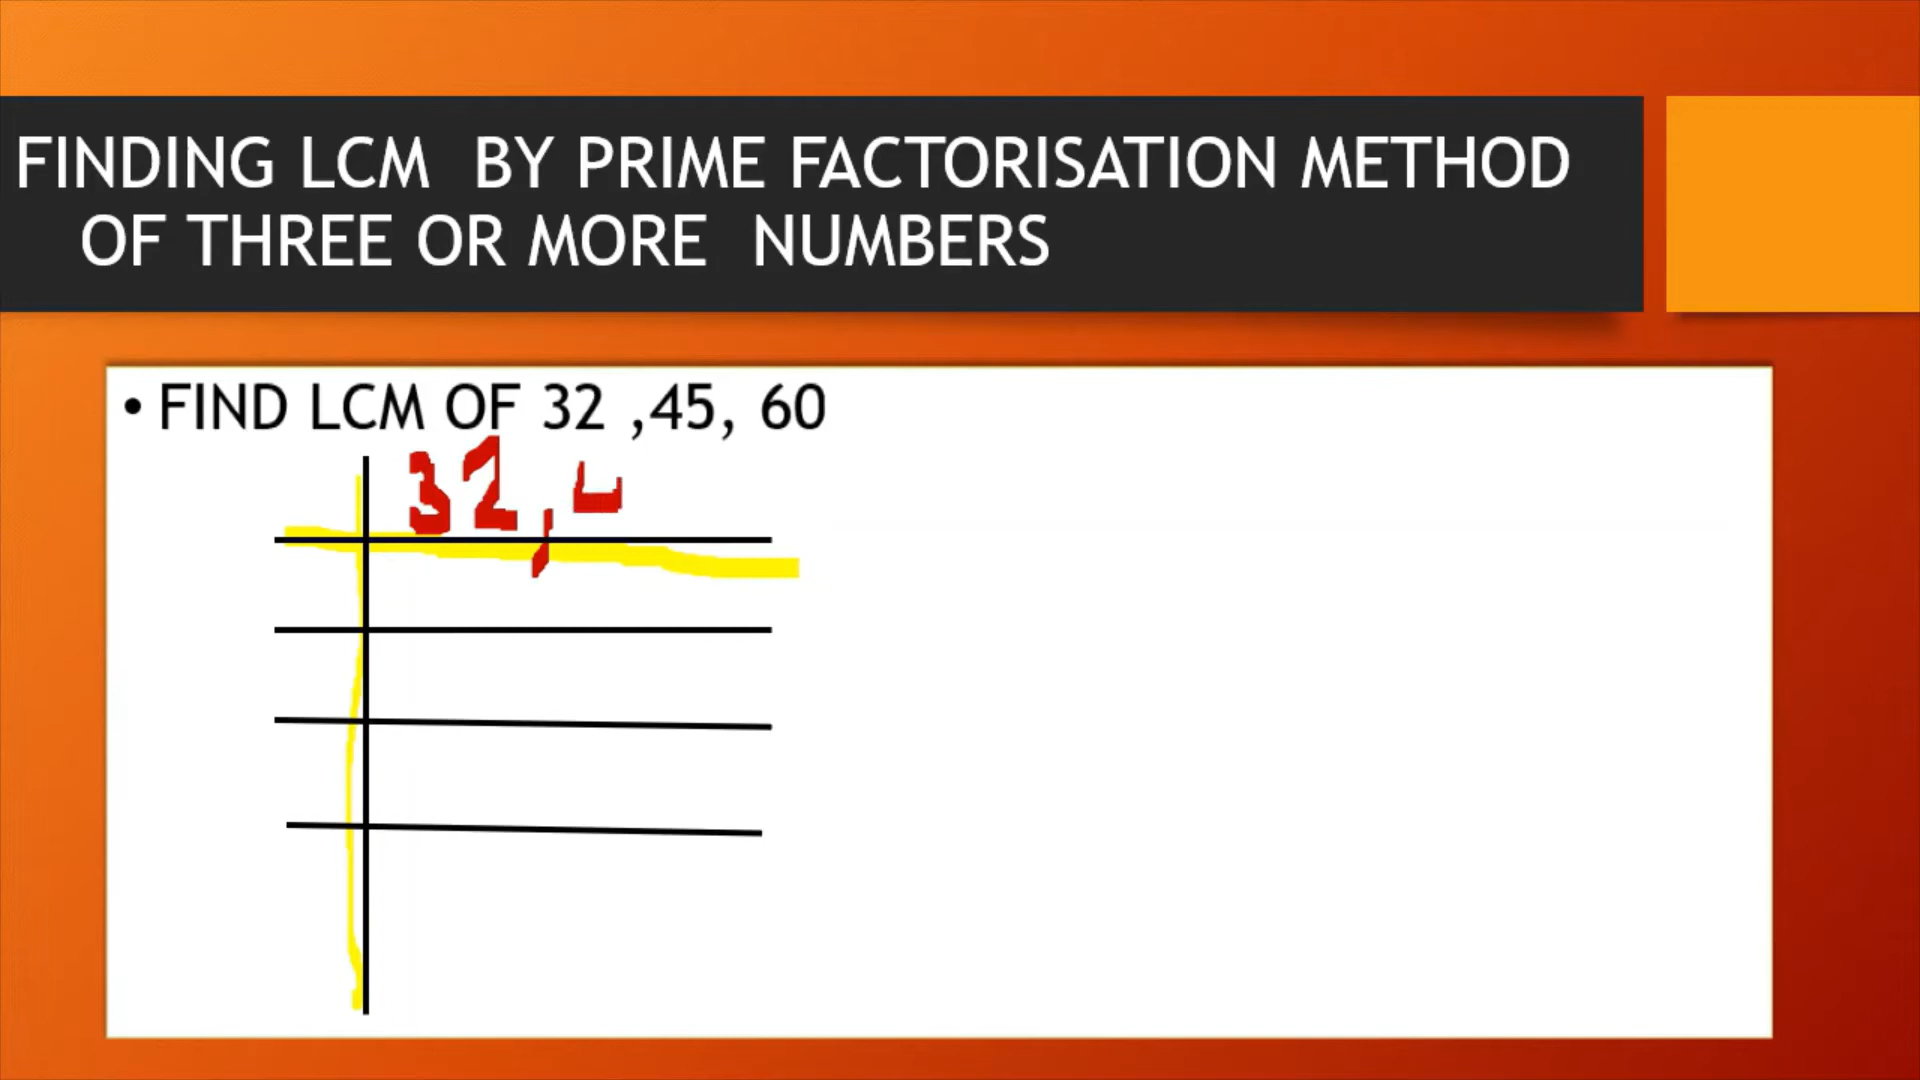 FINDING LCM BY PRIME FACTORISATION METHOD
OF THREE OR MORE NUMBERS
• FIND LCM OF 32 ,45, 60
32,